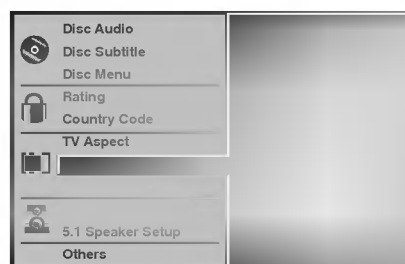 Disc Audio
Disc Subtitle
Disc Menu
Rating
Country Code
TV Aspect
5.1 Speaker Setup
Others